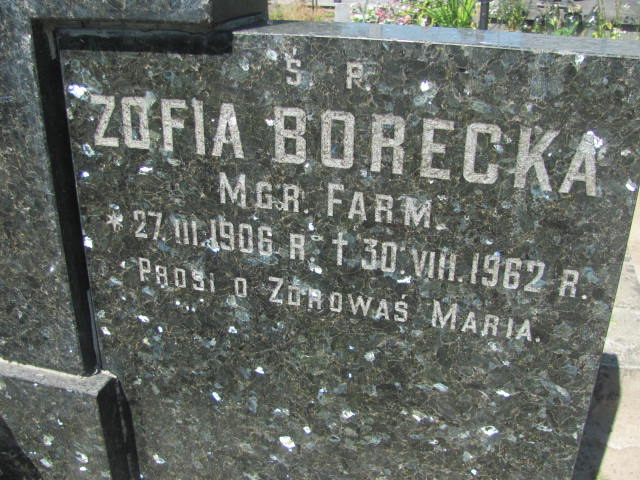 Ś P.
ZOFIA BORECKA
MGR. FARM.
* 27.III.1906 R. † 30.VIII.1962 R.
PROSI O ZDROWAŚ MARIA.